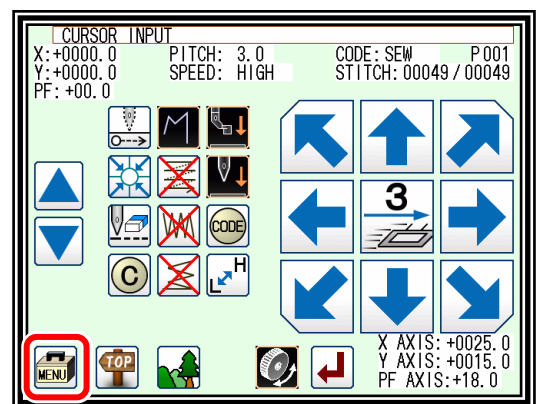 CURSOR INPUT
X:+0000.0 PITCH: 3.0 CODE:SEW P001
Y:+0000.0 SPEED: HIGH STITCH:00049/00049
PF:+00.0
3
CODE
C
L H
MENU
TOP
X AXIS:+0025.0
Y AXIS:+0015.0
PF AXIS:+18.0